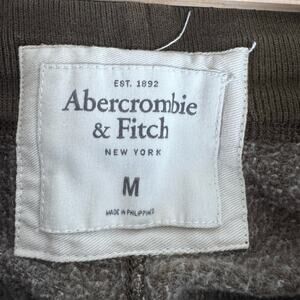 EST. 1892
Abercrombie
& Fitch
NEW YORK
M
MADE IN PHILIPPINES